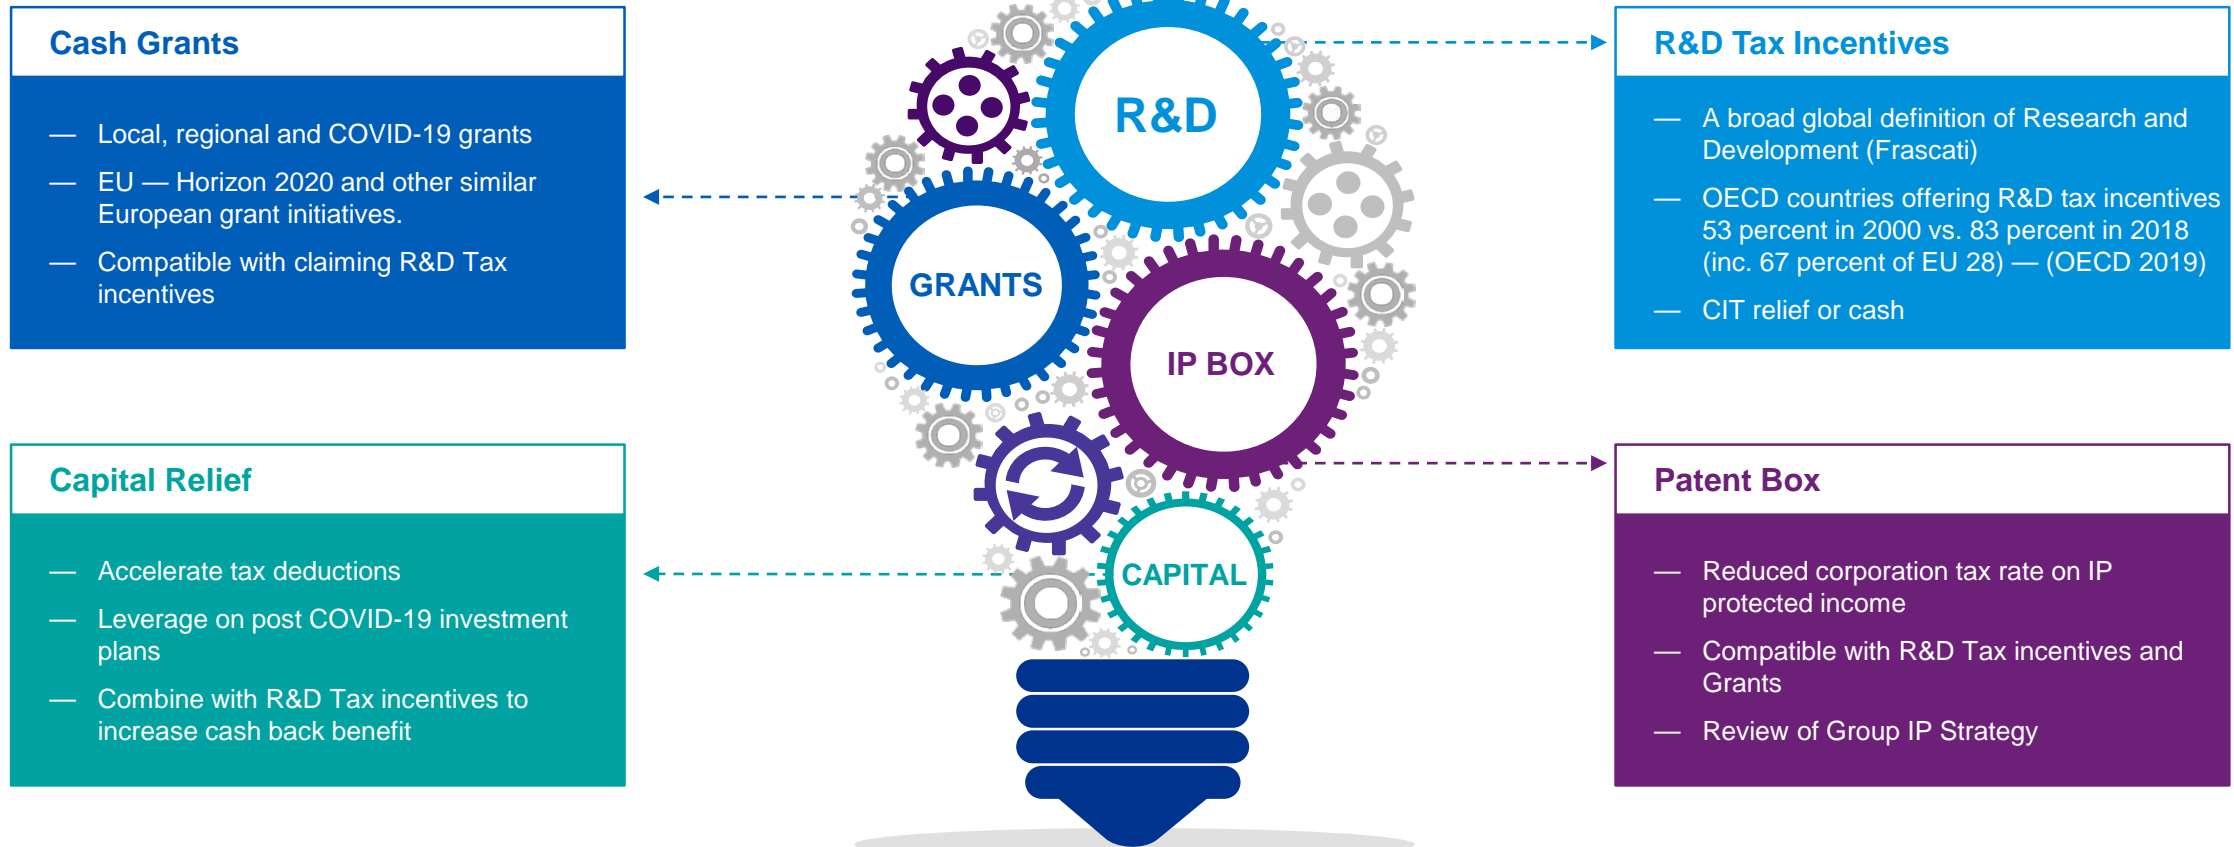 Cash Grants
— Local, regional and COVID-19 grants
— EU — Horizon 2020 and other similar
European grant initiatives.
— Compatible with claiming R&D Tax
incentives
R&D
GRANTS
IP BOX
CAPITAL
R&D Tax Incentives
— A broad global definition of Research and
Development (Frascati)
— OECD countries offering R&D tax incentives
53 percent in 2000 vs. 83 percent in 2018
(inc. 67 percent of EU 28) — (OECD 2019)
— CIT relief or cash
Capital Relief
— Accelerate tax deductions
— Leverage on post COVID-19 investment
plans
— Combine with R&D Tax incentives to
increase cash back benefit
Patent Box
— Reduced corporation tax rate on IP
protected income
— Compatible with R&D Tax incentives and
Grants
— Review of Group IP Strategy